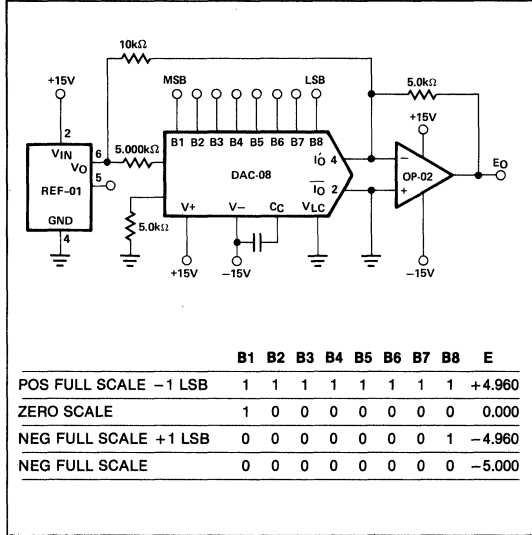 10kΩ
+15V
MSB
LSB
5.0kΩ
+15V
2
VIN
VO
6
5.000kΩ
B1 B2 B3 B4 B5 B6 B7 B8
IO 4
−
EO
REF-01
5
DAC-08
OP-02
IO 2
+
GND
4
5.0kΩ
V+
V−
CC
VLC
+15V
−15V
−15V
B1 B2 B3 B4 B5 B6 B7 B8 E
POS FULL SCALE −1 LSB 1 1 1 1 1 1 1 1 +4.960
ZERO SCALE 1 0 0 0 0 0 0 0 0.000
NEG FULL SCALE +1 LSB 0 0 0 0 0 0 0 1 −4.960
NEG FULL SCALE 0 0 0 0 0 0 0 0 −5.000